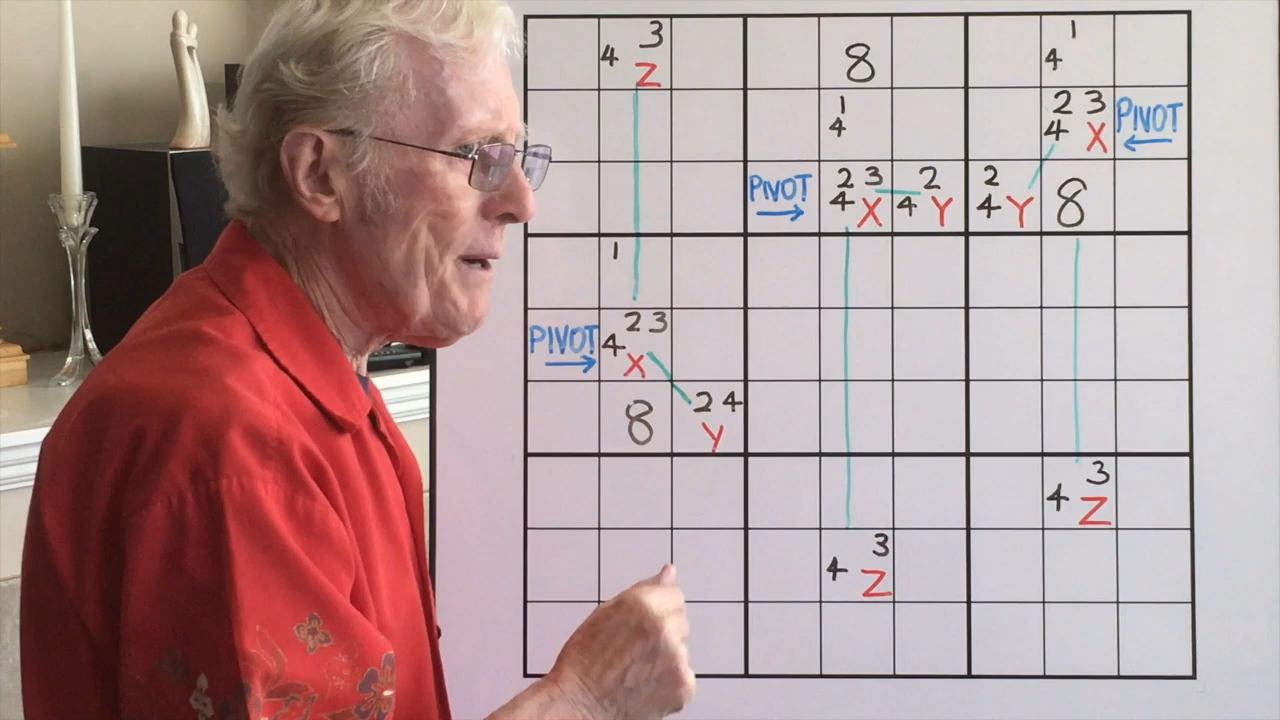 3 8 1
4 Z 4
1 2 3 PIVOT
4 4 X
PIVOT 2 3 2 2 8
4 X 4 Y 4 Y
1
PIVOT 4 2 3
X
8 2 4
Y
3
4 Z
3
4 Z